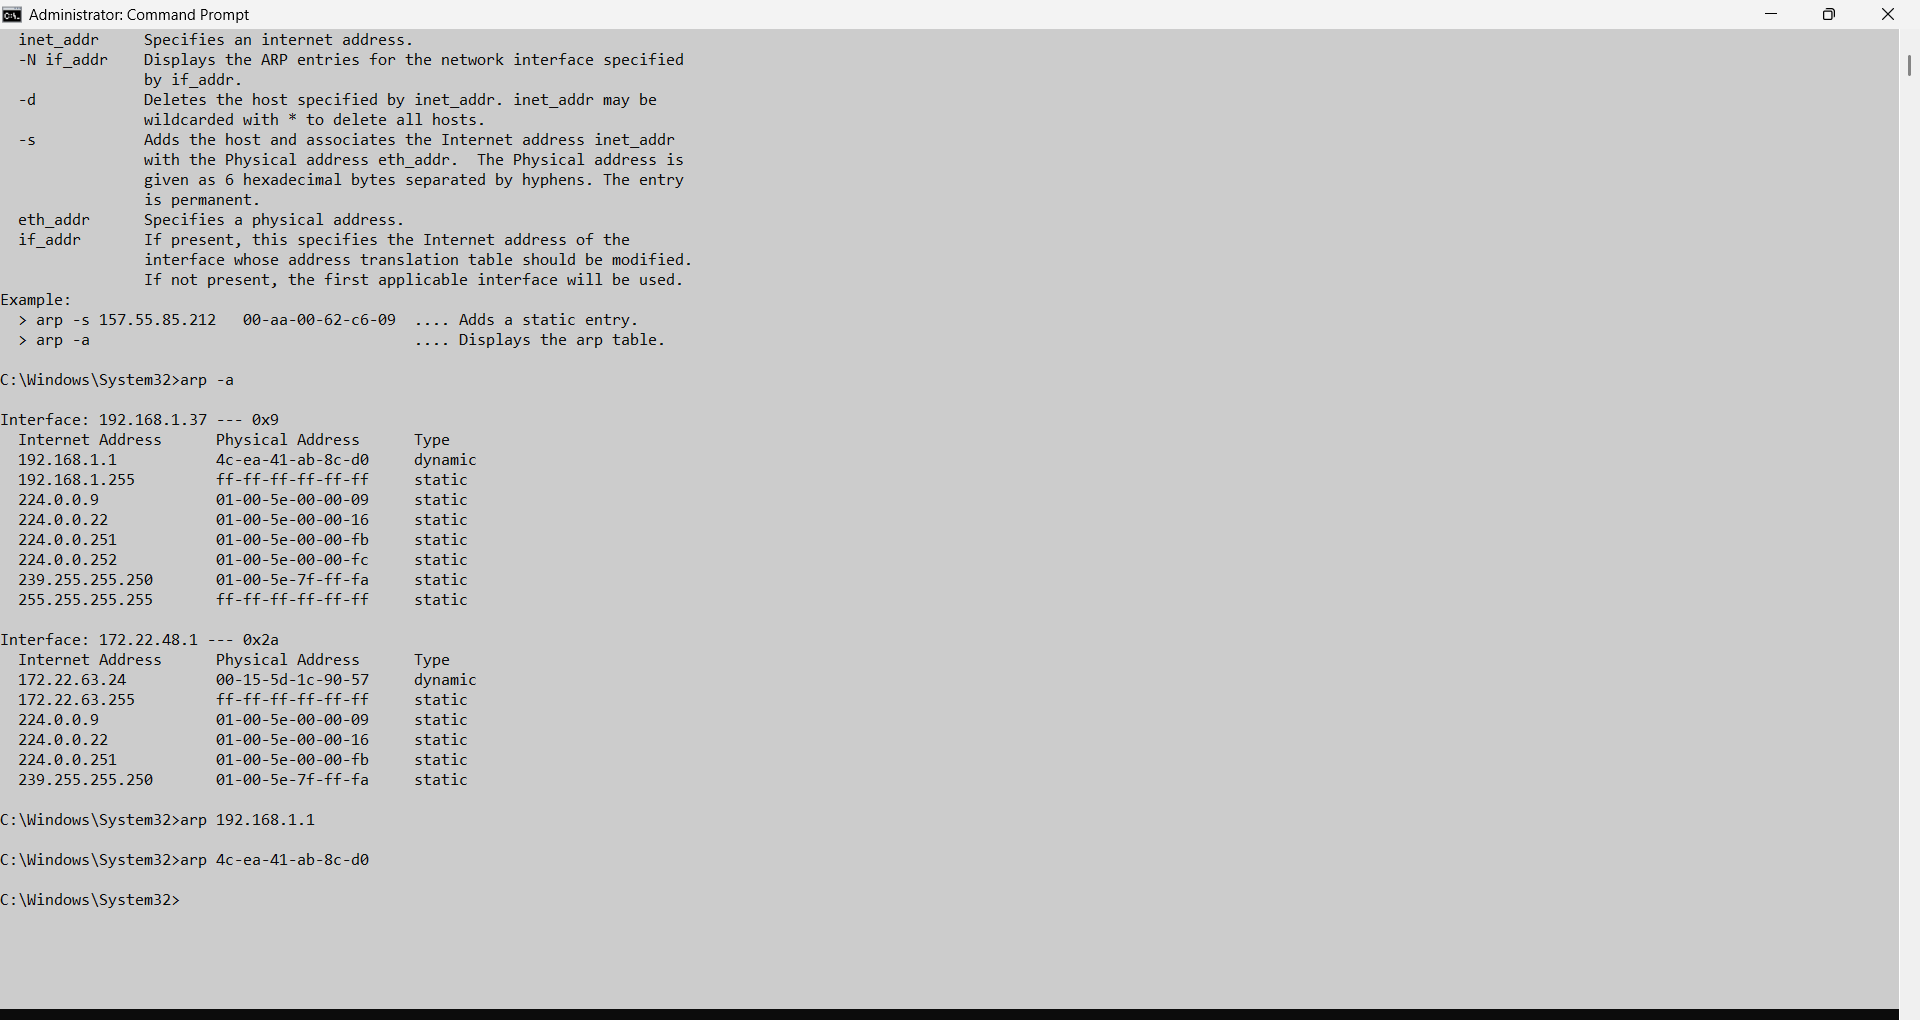 Administrator: Command Prompt
inet_addr     Specifies an internet address.
-N if_addr    Displays the ARP entries for the network interface specified
by if_addr.
-d            Deletes the host specified by inet_addr. inet_addr may be
wildcarded with * to delete all hosts.
-s            Adds the host and associates the Internet address inet_addr
with the Physical address eth_addr.  The Physical address is
given as 6 hexadecimal bytes separated by hyphens. The entry
is permanent.
eth_addr      Specifies a physical address.
if_addr       If present, this specifies the Internet address of the
interface whose address translation table should be modified.
If not present, the first applicable interface will be used.
Example:
> arp -s 157.55.85.212   00-aa-00-62-c6-09  .... Adds a static entry.
> arp -a                                    .... Displays the arp table.
C:\Windows\System32>arp -a
Interface: 192.168.1.37 --- 0x9
Internet Address      Physical Address      Type
192.168.1.1           4c-ea-41-ab-8c-d0     dynamic
192.168.1.255         ff-ff-ff-ff-ff-ff     static
224.0.0.9             01-00-5e-00-00-09     static
224.0.0.22            01-00-5e-00-00-16     static
224.0.0.251           01-00-5e-00-00-fb     static
224.0.0.252           01-00-5e-00-00-fc     static
239.255.255.250       01-00-5e-7f-ff-fa     static
255.255.255.255       ff-ff-ff-ff-ff-ff     static
Interface: 172.22.48.1 --- 0x2a
Internet Address      Physical Address      Type
172.22.63.24          00-15-5d-1c-90-57     dynamic
172.22.63.255         ff-ff-ff-ff-ff-ff     static
224.0.0.9             01-00-5e-00-00-09     static
224.0.0.22            01-00-5e-00-00-16     static
224.0.0.251           01-00-5e-00-00-fb     static
239.255.255.250       01-00-5e-7f-ff-fa     static
C:\Windows\System32>arp 192.168.1.1
C:\Windows\System32>arp 4c-ea-41-ab-8c-d0
C:\Windows\System32>